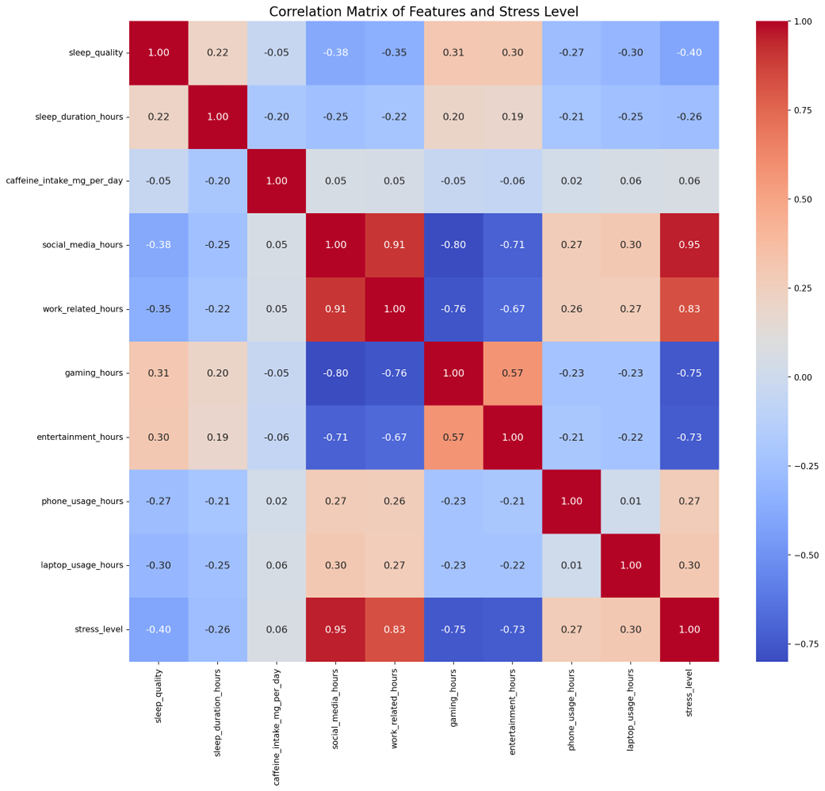 Correlation Matrix of Features and Stress Level
sleep_quality 1.00 0.22 -0.05 -0.38 -0.35 0.31 0.30 -0.27 -0.30 -0.40
sleep_duration_hours 0.22 1.00 -0.20 -0.25 -0.22 0.20 0.19 -0.21 -0.25 -0.26
caffeine_intake_mg_per_day -0.05 -0.20 1.00 0.05 0.05 -0.05 -0.06 0.02 0.06 0.06
social_media_hours -0.38 -0.25 0.05 1.00 0.91 -0.80 -0.71 0.27 0.30 0.95
work_related_hours -0.35 -0.22 0.05 0.91 1.00 -0.76 -0.67 0.26 0.27 0.83
gaming_hours 0.31 0.20 -0.05 -0.80 -0.76 1.00 0.57 -0.23 -0.23 -0.75
entertainment_hours 0.30 0.19 -0.06 -0.71 -0.67 0.57 1.00 -0.21 -0.22 -0.73
phone_usage_hours -0.27 -0.21 0.02 0.27 0.26 -0.23 -0.21 1.00 0.01 0.27
laptop_usage_hours -0.30 -0.25 0.06 0.30 0.27 -0.23 -0.22 0.01 1.00 0.30
stress_level -0.40 -0.26 0.06 0.95 0.83 -0.75 -0.73 0.27 0.30 1.00
sleep_quality
sleep_duration_hours
caffeine_intake_mg_per_day
social_media_hours
work_related_hours
gaming_hours
entertainment_hours
phone_usage_hours
laptop_usage_hours
stress_level
1.00
0.75
0.50
0.25
0.00
−0.25
−0.50
−0.75